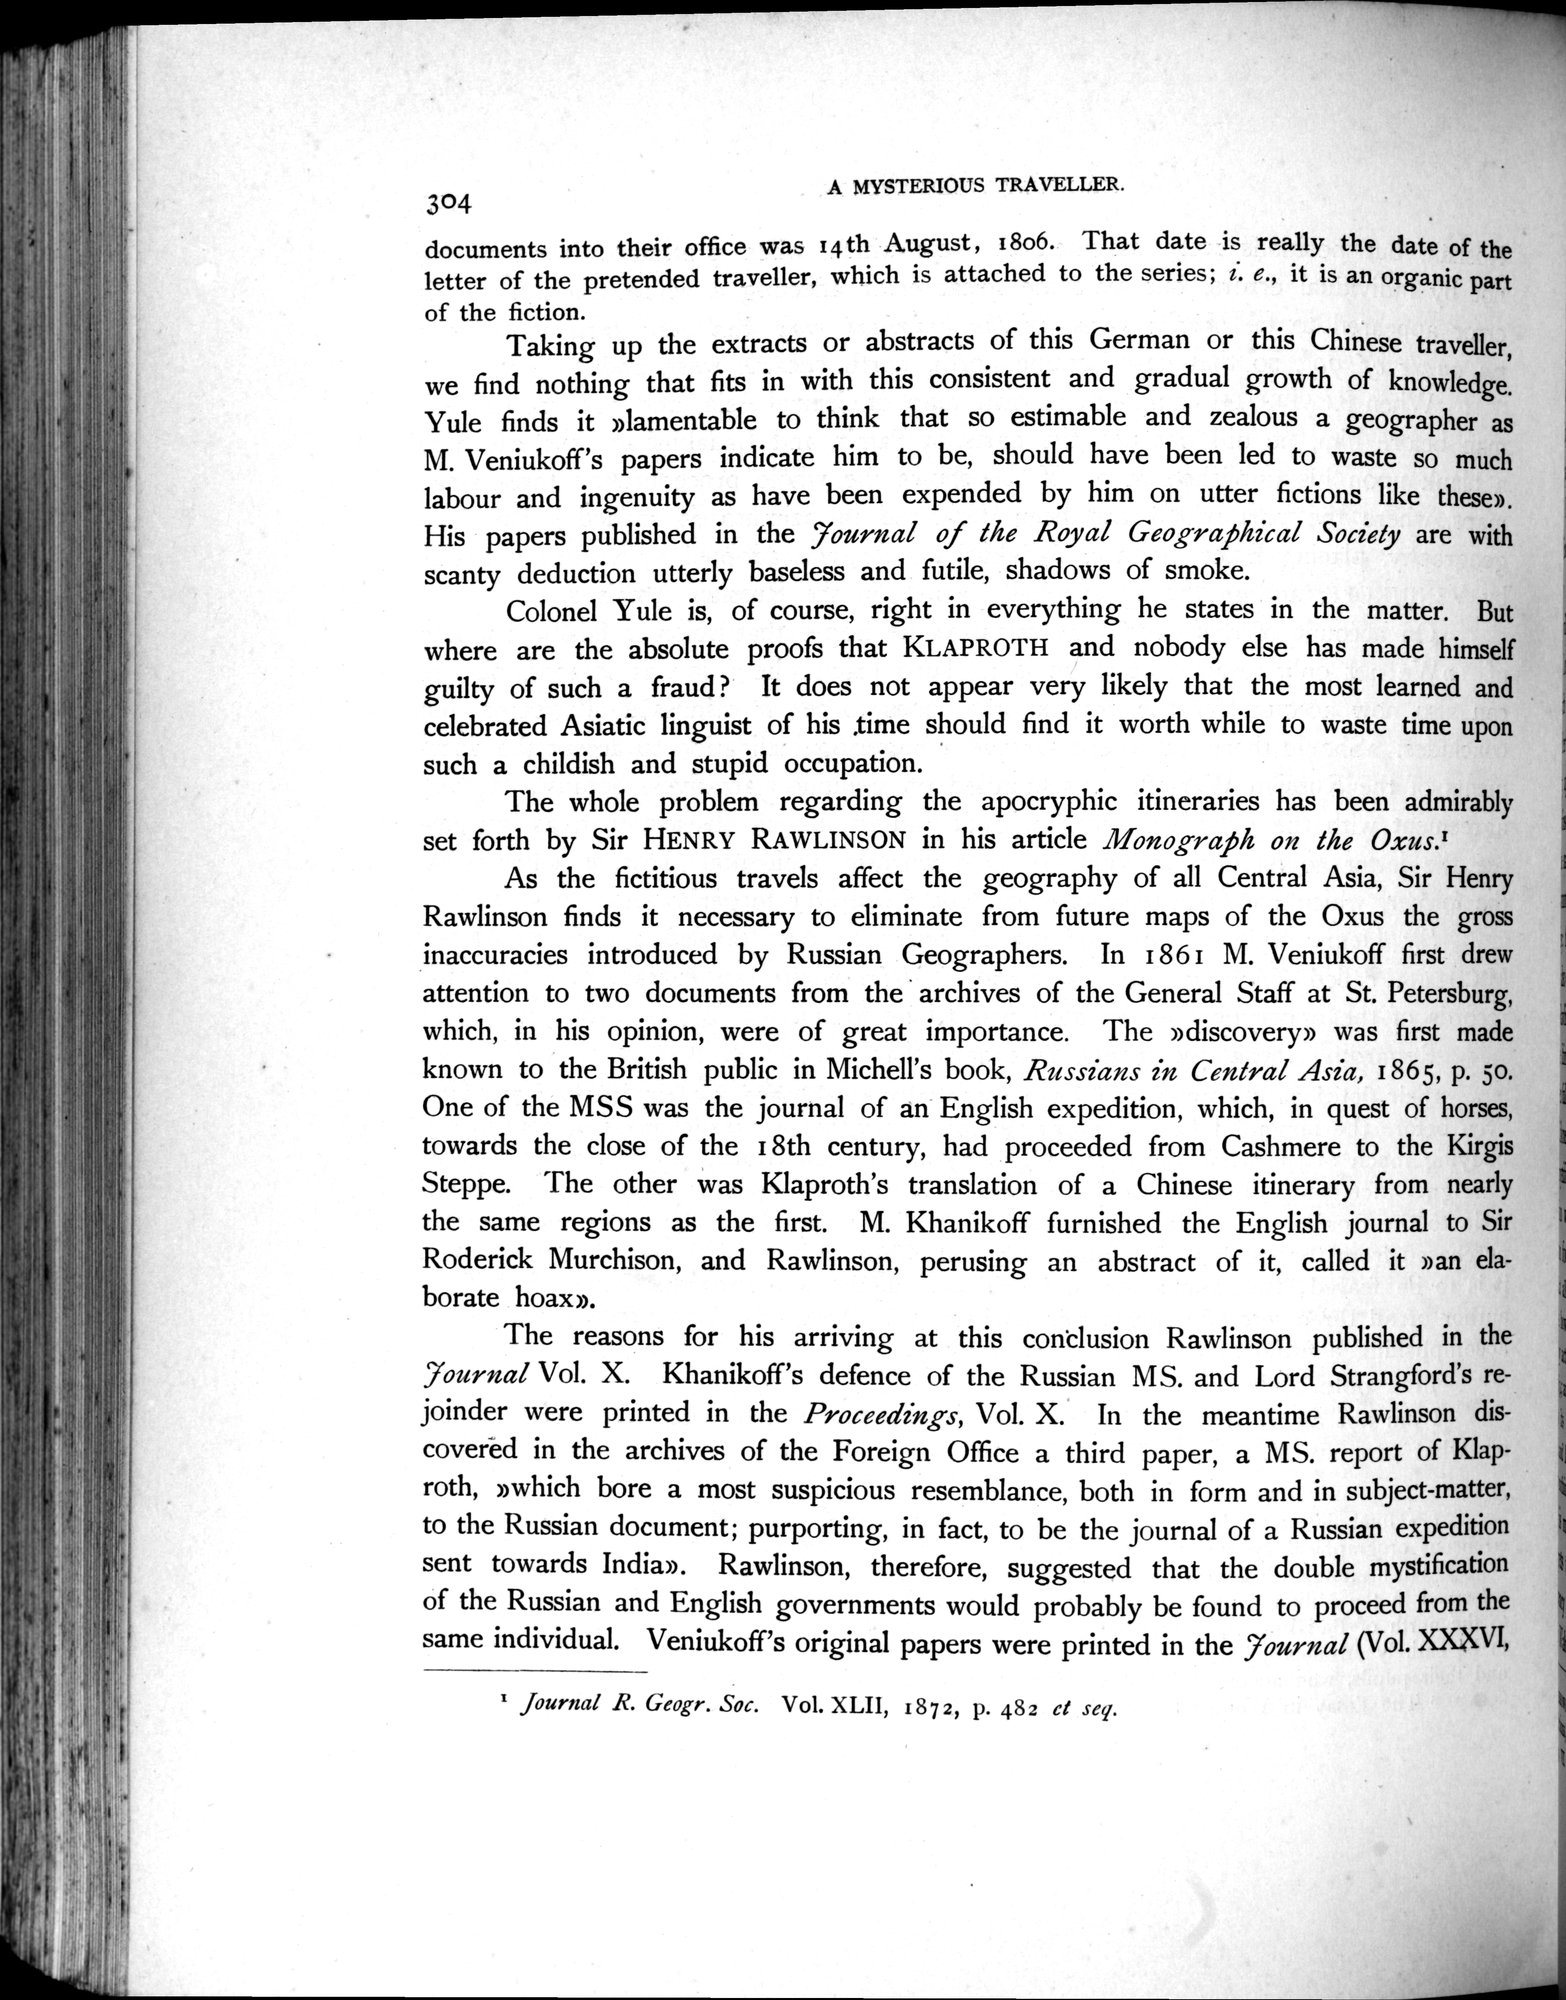 304
A MYSTERIOUS TRAVELLER.
documents into their office was 14th August, 1806. That date is really the date of the
letter of the pretended traveller, which is attached to the series; i. e., it is an organic part
of the fiction.
Taking up the extracts or abstracts of this German or this Chinese traveller,
we find nothing that fits in with this consistent and gradual growth of knowledge.
Yule finds it »lamentable to think that so estimable and zealous a geographer as
M. Veniukoff's papers indicate him to be, should have been led to waste so much
labour and ingenuity as have been expended by him on utter fictions like these».
His papers published in the Journal of the Royal Geographical Society are with
scanty deduction utterly baseless and futile, shadows of smoke.
Colonel Yule is, of course, right in everything he states in the matter. But
where are the absolute proofs that KLAPROTH and nobody else has made himself
guilty of such a fraud? It does not appear very likely that the most learned and
celebrated Asiatic linguist of his time should find it worth while to waste time upon
such a childish and stupid occupation.
The whole problem regarding the apocryphic itineraries has been admirably
set forth by Sir HENRY RAWLINSON in his article Monograph on the Oxus.¹
As the fictitious travels affect the geography of all Central Asia, Sir Henry
Rawlinson finds it necessary to eliminate from future maps of the Oxus the gross
inaccuracies introduced by Russian Geographers. In 1861 M. Veniukoff first drew
attention to two documents from the archives of the General Staff at St. Petersburg,
which, in his opinion, were of great importance. The »discovery» was first made
known to the British public in Michell's book, Russians in Central Asia, 1865, p. 50.
One of the MSS was the journal of an English expedition, which, in quest of horses,
towards the close of the 18th century, had proceeded from Cashmere to the Kirgis
Steppe. The other was Klaproth's translation of a Chinese itinerary from nearly
the same regions as the first. M. Khanikoff furnished the English journal to Sir
Roderick Murchison, and Rawlinson, perusing an abstract of it, called it »an ela-
borate hoax».
The reasons for his arriving at this conclusion Rawlinson published in the
Journal Vol. X. Khanikoff's defence of the Russian MS. and Lord Strangford's re-
joinder were printed in the Proceedings, Vol. X. In the meantime Rawlinson dis-
covered in the archives of the Foreign Office a third paper, a MS. report of Klap-
roth, »which bore a most suspicious resemblance, both in form and in subject-matter,
to the Russian document; purporting, in fact, to be the journal of a Russian expedition
sent towards India». Rawlinson, therefore, suggested that the double mystification
of the Russian and English governments would probably be found to proceed from the
same individual. Veniukoff's original papers were printed in the Journal (Vol. XXXVI,
¹ Journal R. Geogr. Soc. Vol. XLII, 1872, p. 482 et seq.